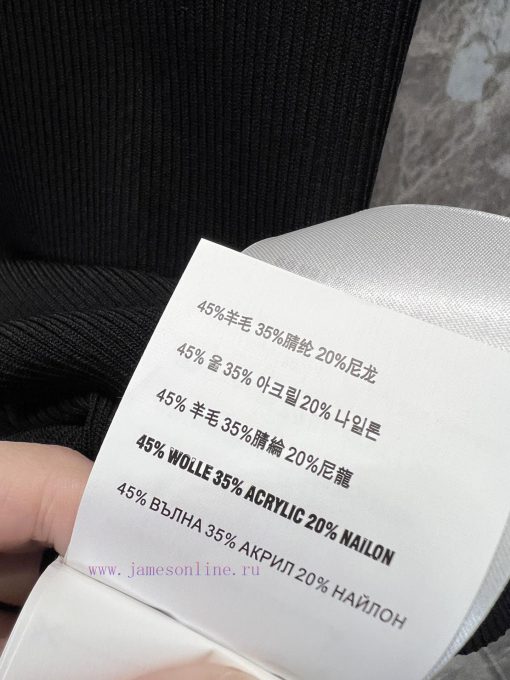 45%羊毛 35%腈纶 20%尼龙
45% 울 35% 아크릴 20% 나일론
45% 羊毛 35%腈綸 20%尼龍
45% WOLLE 35% ACRYLIC 20% NAILON
45% ВЪЛНА 35% АКРИЛ 20% НАЙЛОН
www.jamesonline.ru